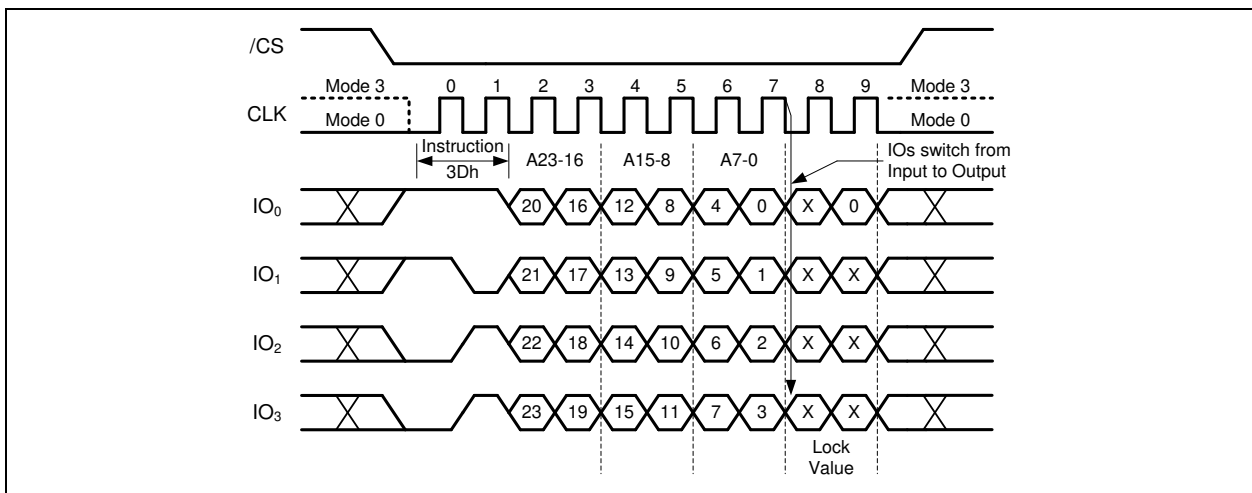 /CS
Mode 3 0 1 2 3 4 5 6 7 8 9 Mode 3
CLK
Mode 0 Mode 0
Instruction A23-16 A15-8 A7-0 IOs switch from
3Dh Input to Output
IO0 20 16 12 8 4 0 X 0
IO1 21 17 13 9 5 1 X X
IO2 22 18 14 10 6 2 X X
IO3 23 19 15 11 7 3 X X
Lock
Value